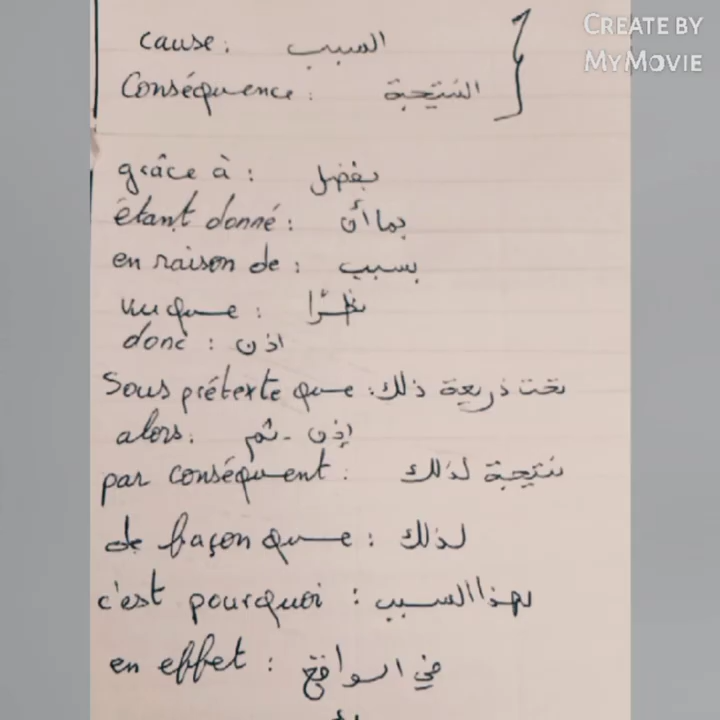 CREATE BY
MYMOVIE
cause : السبب
Conséquence : النتيجة
grâce à : بفضل
étant donné : بما أن
en raison de : بسبب
vu que : نظرًا
donc : اذن
Sous prétexte que : تحت ذريعة ذلك
alors : إذن - ثم
par conséquent : نتيجة لذلك
de façon que : لذلك
c'est pourquoi : لهذا السبب
en effet : في الواقع